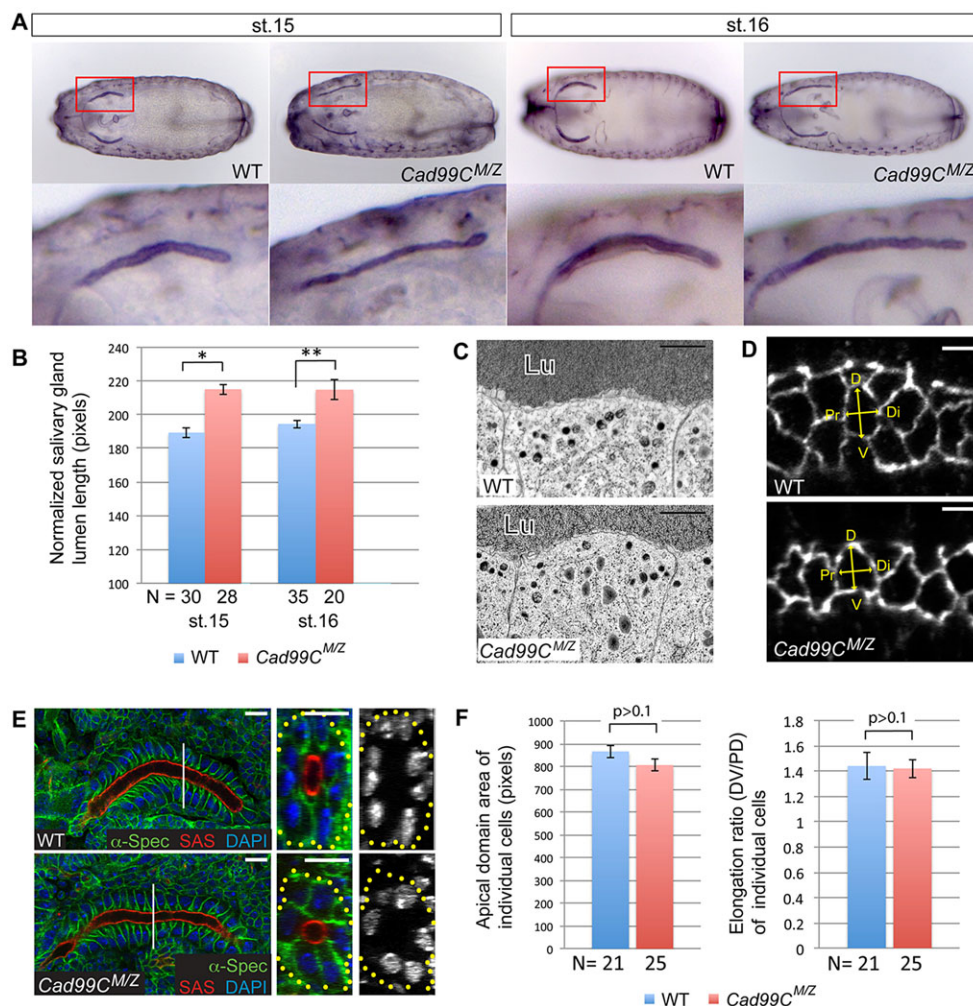 A
st.15
st.16
WT
Cad99C^M/Z
WT
Cad99C^M/Z
B
Normalized salivary gland
lumen length (pixels)
240
220
200
180
160
140
120
100
*
**
N = 30 28 35 20
st.15 st.16
WT Cad99C^M/Z
C
Lu
WT
Lu
Cad99C^M/Z
D
D
Pr Di
V
WT
D
Pr Di
V
Cad99C^M/Z
E
WT α-Spec SAS DAPI
α-Spec
Cad99C^M/Z SAS DAPI
F
Apical domain area of
individual cells (pixels)
1000
900
800
700
600
500
400
300
200
100
0
p>0.1
N= 21 25
Elongation ratio (DV/PD)
of individual cells
1.8
1.6
1.4
1.2
1
0.8
0.6
0.4
0.2
0
p>0.1
N= 21 25
WT Cad99C^M/Z